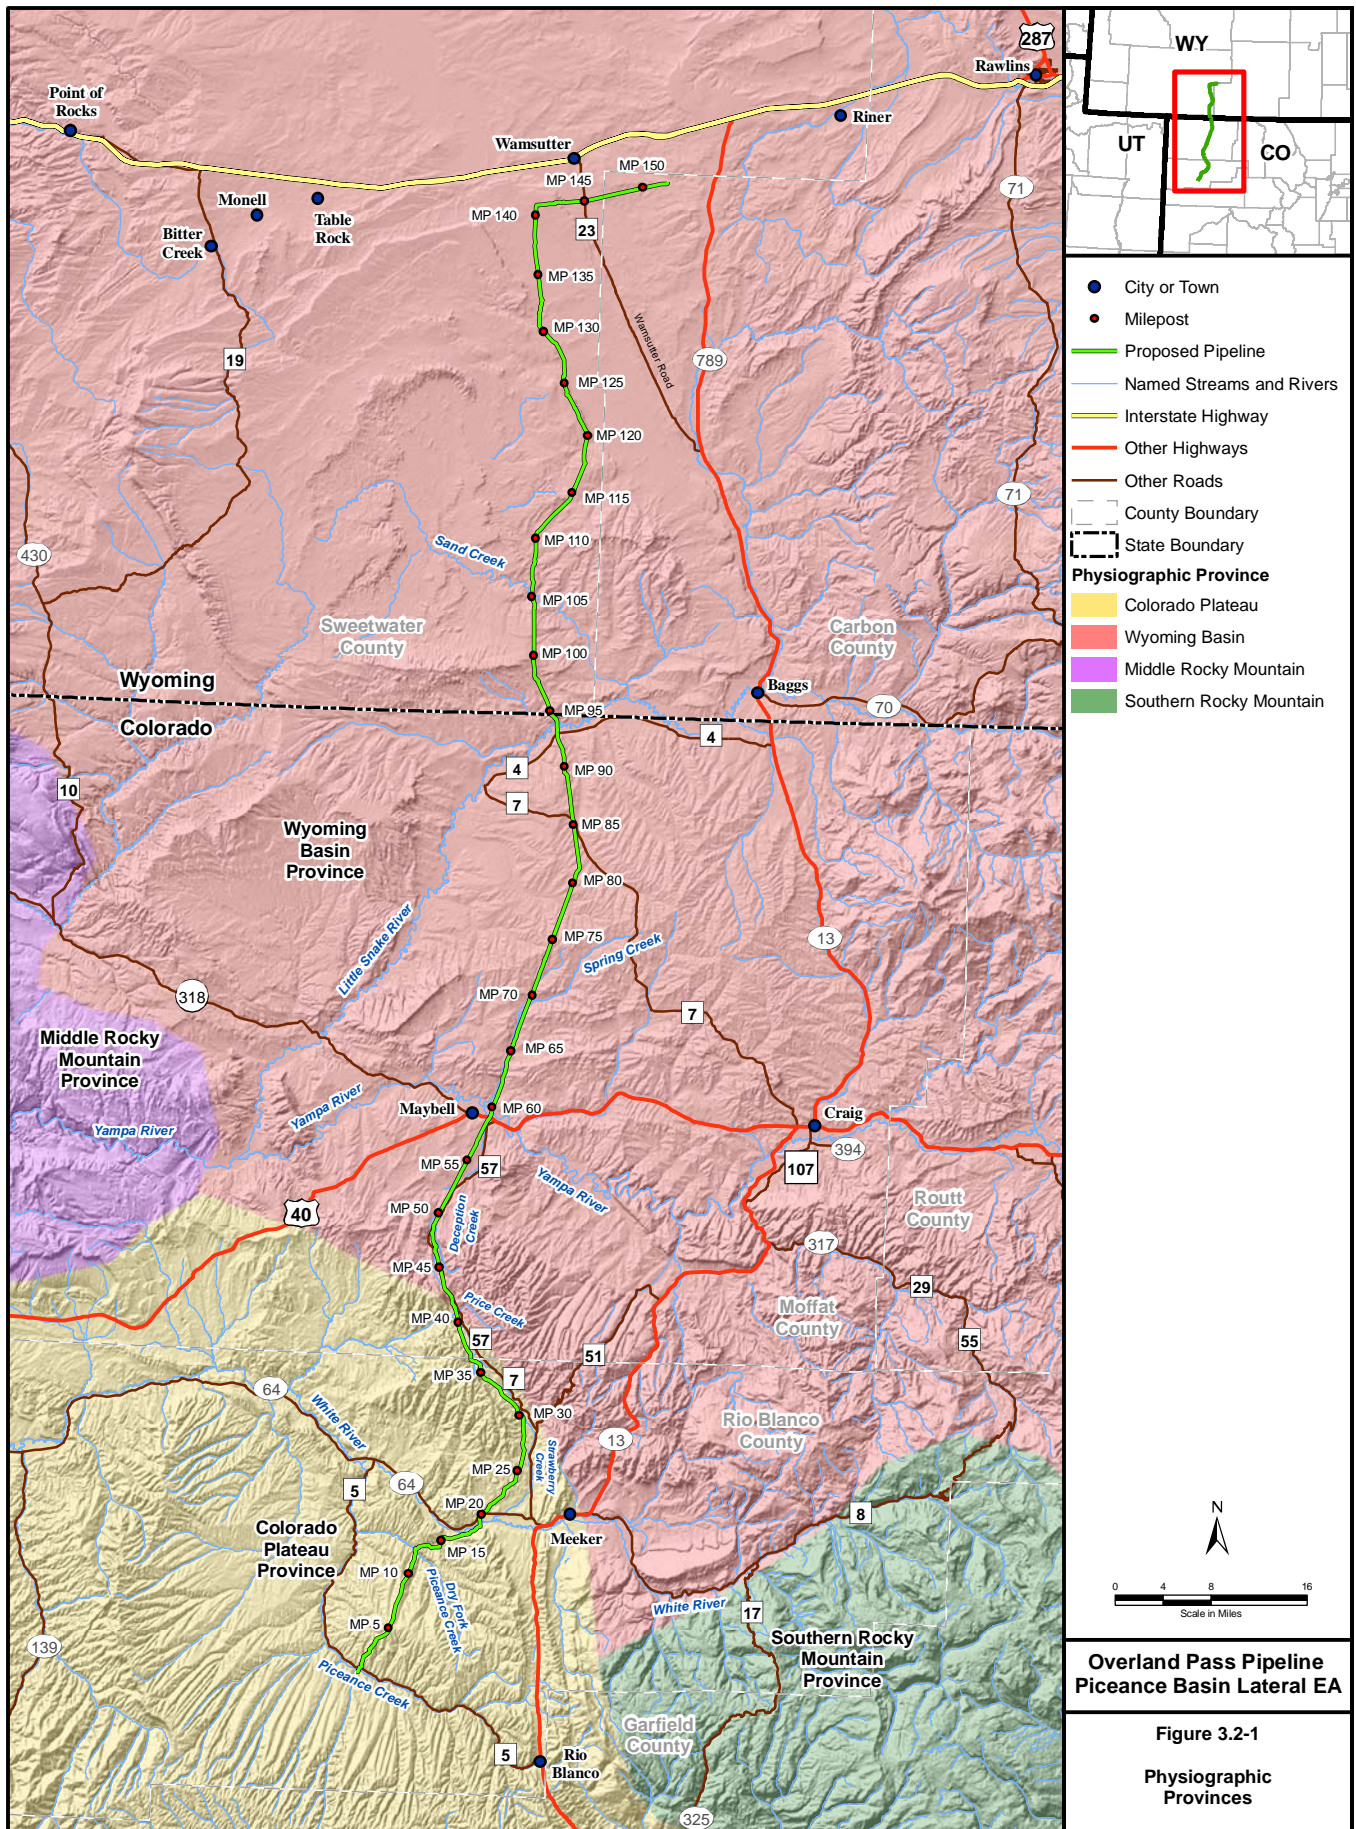 287
Rawlins
Point of
Rocks
Riner
Wamsutter
MP 150
MP 145
Monell
Table
Rock
MP 140
71
Bitter
Creek
23
MP 135
MP 130
Wamsutter Road
19
789
MP 125
MP 120
MP 115
71
430
MP 110
Sand Creek
MP 105
Sweetwater
County
Carbon
County
MP 100
Wyoming
Baggs
70
MP 95
Colorado
4
4
MP 90
10
7
Wyoming
Basin
Province
MP 85
MP 80
Little Snake River
MP 75
Spring Creek
13
318
MP 70
7
Middle Rocky
Mountain
Province
MP 65
Yampa River
Maybell
MP 60
Craig
Yampa River
394
107
MP 55
57
Yampa River
40
MP 50
Deception
Creek
Routt
County
317
MP 45
29
Price Creek
MP 40
Moffat
County
57
55
51
MP 35
7
64
White River
MP 30
Rio Blanco
County
13
Strawberry
Creek
MP 25
5
64
MP 20
8
Colorado
Plateau
Province
Meeker
MP 15
MP 10
Dry Fork
Piceance Creek
White River
17
MP 5
139
Southern Rocky
Mountain
Province
Piceance Creek
Garfield
County
5
Rio
Blanco
325
WY
UT
CO
City or Town
Milepost
Proposed Pipeline
Named Streams and Rivers
Interstate Highway
Other Highways
Other Roads
County Boundary
State Boundary
Physiographic Province
Colorado Plateau
Wyoming Basin
Middle Rocky Mountain
Southern Rocky Mountain
N
0 4 8 16
Scale in Miles
Overland Pass Pipeline
Piceance Basin Lateral EA
Figure 3.2-1
Physiographic
Provinces